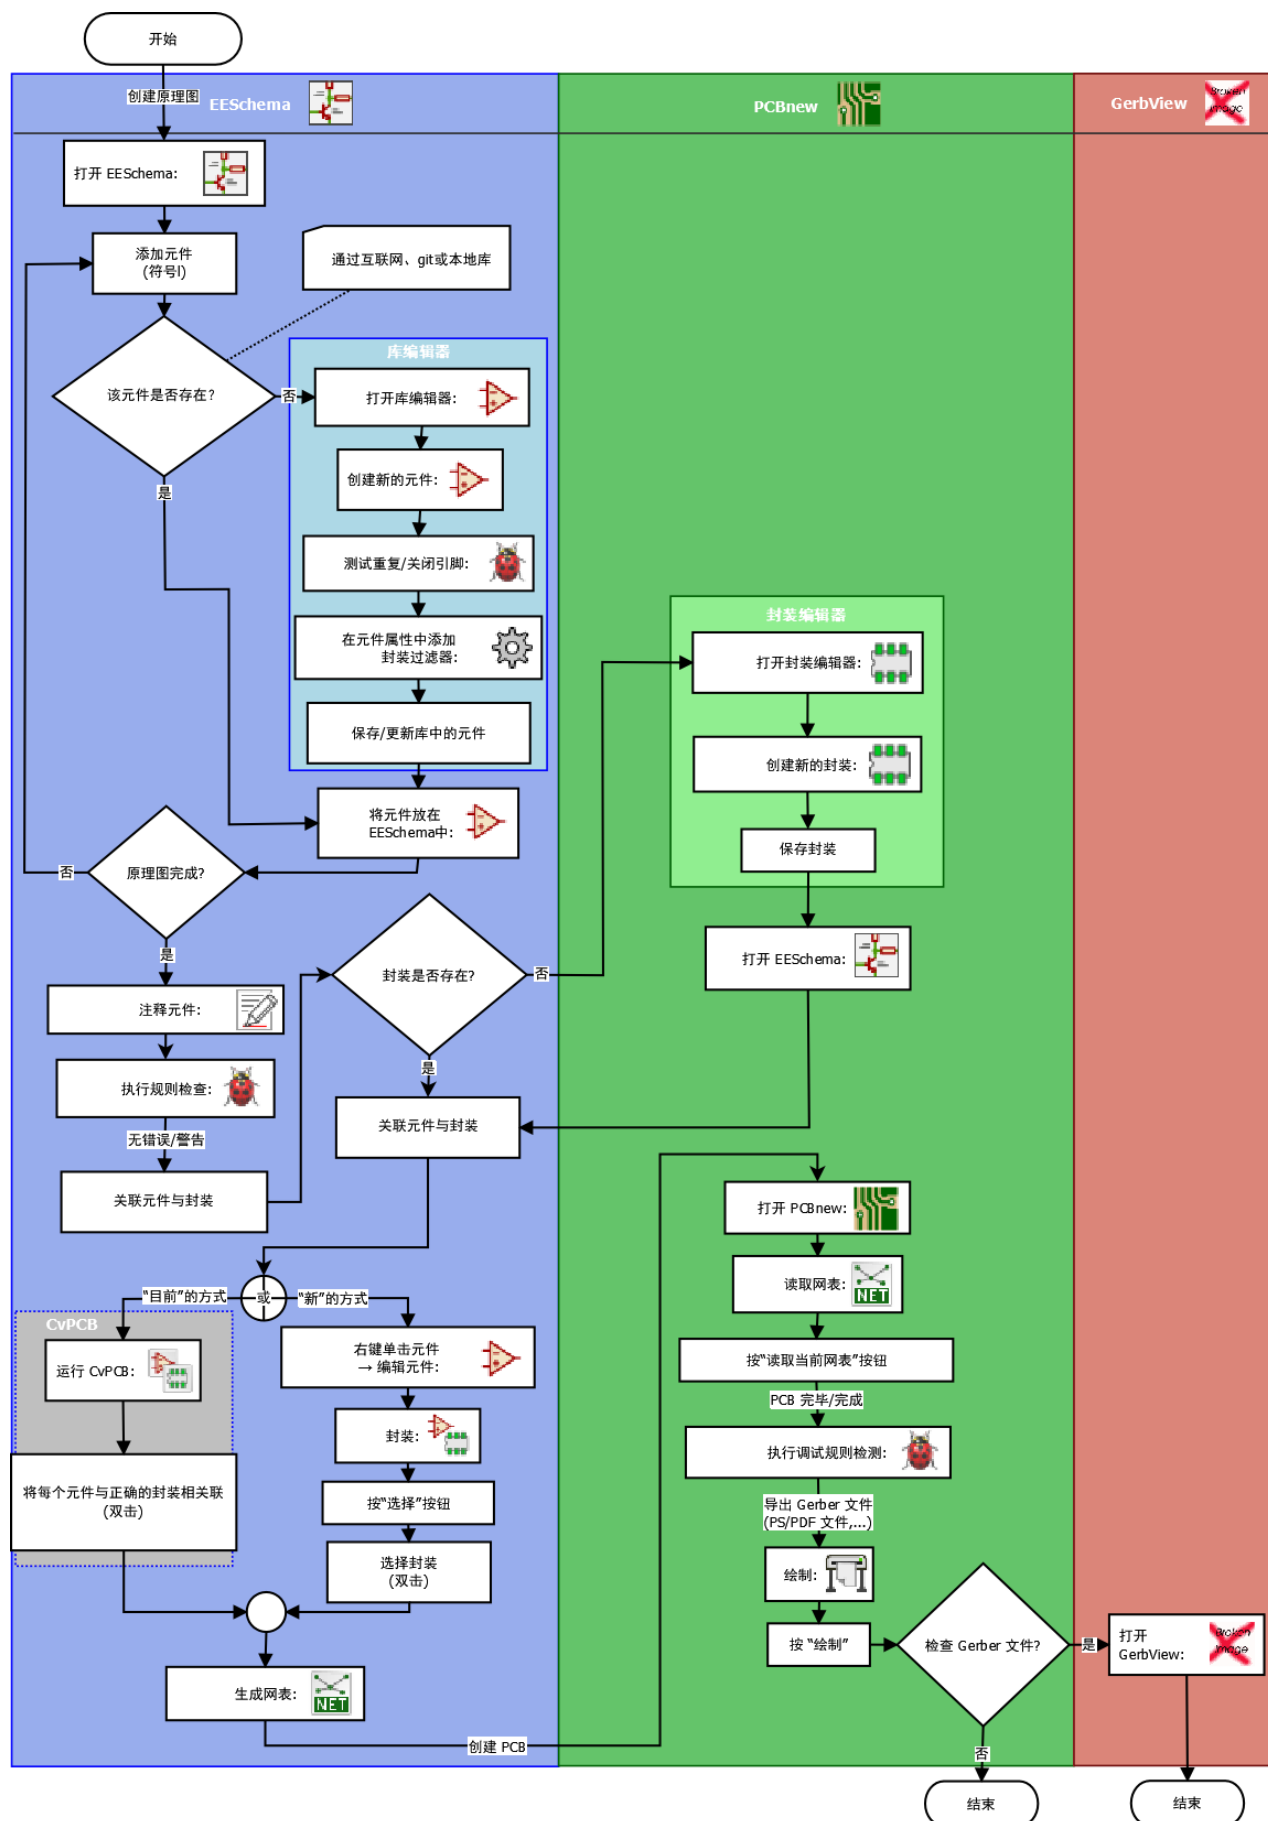 开始
创建原理图
EESchema
PCBnew
GerbView
Broken
image
打开 EESchema:
添加元件
(符号l)
通过互联网、git或本地库
该元件是否存在?
否
是
库编辑器
打开库编辑器:
创建新的元件:
测试重复/关闭引脚:
在元件属性中添加
封装过滤器:
保存/更新库中的元件
将元件放在
EESchema中:
原理图完成?
否
是
注释元件:
执行规则检查:
无错误/警告
关联元件与封装
封装是否存在?
否
是
封装编辑器
打开封装编辑器:
创建新的封装:
保存封装
打开 EESchema:
关联元件与封装
或
“目前”的方式
“新”的方式
CvPCB
运行 CvPCB:
将每个元件与正确的封装相关联
(双击)
右键单击元件
→ 编辑元件:
封装:
按“选择”按钮
选择封装
(双击)
生成网表:
NET
创建 PCB
打开 PCBnew:
读取网表:
NET
按“读取当前网表”按钮
PCB 完毕/完成
执行调试规则检测:
导出 Gerber 文件
(PS/PDF 文件,...)
绘制:
按 “绘制”
检查 Gerber 文件?
是
否
打开
GerbView:
Broken
image
结束
结束